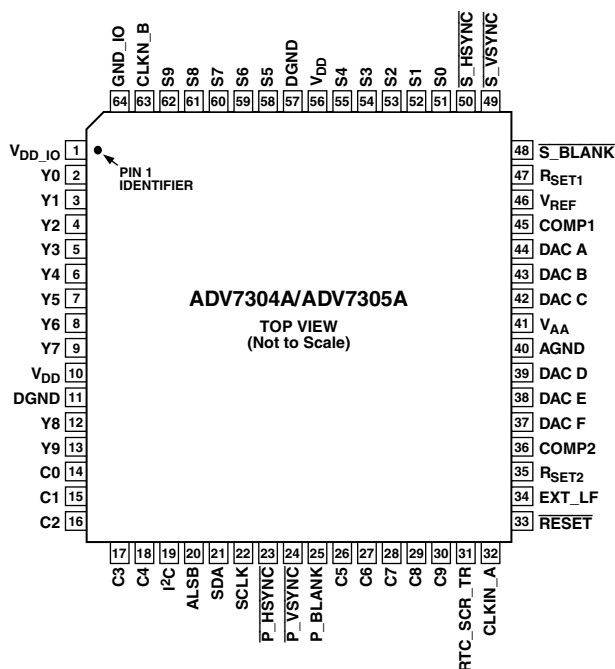 GND_IO
CLKN_B
S9
S8
S7
S6
S5
DGND
VDD
S4
S3
S2
S1
S0
S_HSYNC
S_VSYNC
64 63 62 61 60 59 58 57 56 55 54 53 52 51 50 49
VDD_IO 1
Y0 2
Y1 3
Y2 4
Y3 5
Y4 6
Y5 7
Y6 8
Y7 9
VDD 10
DGND 11
Y8 12
Y9 13
C0 14
C1 15
C2 16
PIN 1
IDENTIFIER
ADV7304A/ADV7305A
TOP VIEW
(Not to Scale)
48 S_BLANK
47 RSET1
46 VREF
45 COMP1
44 DAC A
43 DAC B
42 DAC C
41 VAA
40 AGND
39 DAC D
38 DAC E
37 DAC F
36 COMP2
35 RSET2
34 EXT_LF
33 RESET
17 18 19 20 21 22 23 24 25 26 27 28 29 30 31 32
C3
C4
I²C
ALSB
SDA
SCLK
P_HSYNC
P_VSYNC
P_BLANK
C5
C6
C7
C8
C9
RTC_SCR_TR
CLKIN_A